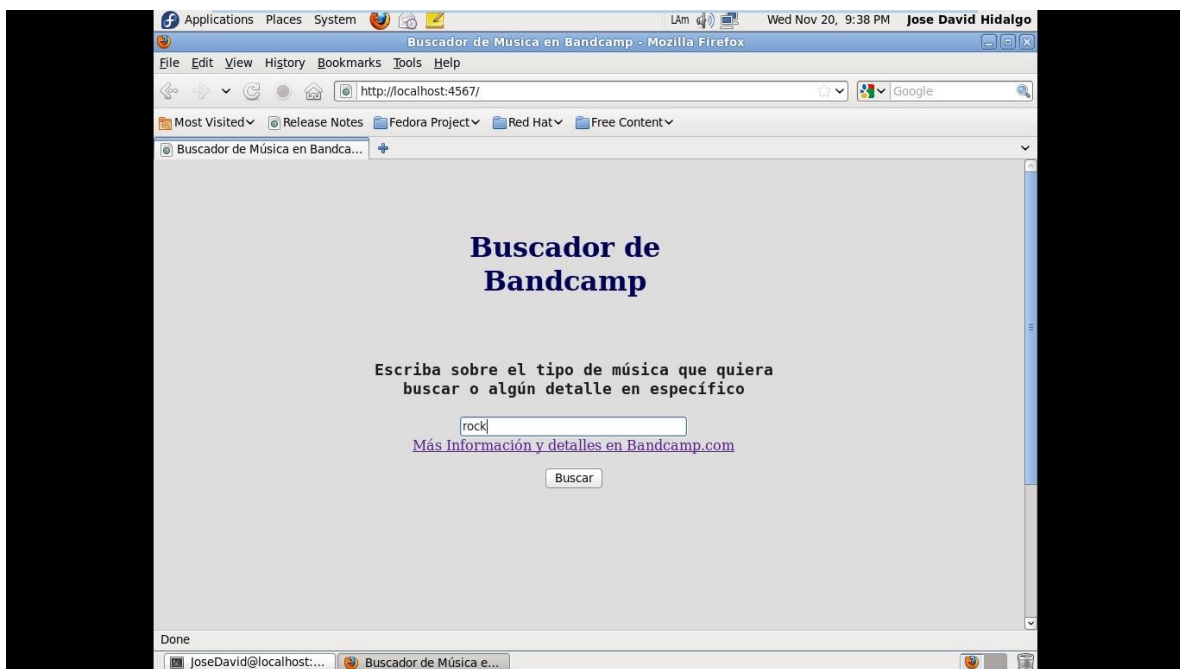 Applications Places System LAm Wed Nov 20, 9:38 PM Jose David Hidalgo
Buscador de Música en Bandcamp - Mozilla Firefox
File Edit View History Bookmarks Tools Help
http://localhost:4567/ Google
Most Visited Release Notes Fedora Project Red Hat Free Content
Buscador de Música en Bandca...
Buscador de
Bandcamp
Escriba sobre el tipo de música que quiera
buscar o algún detalle en específico
rock
Más Información y detalles en Bandcamp.com
Buscar
Done
JoseDavid@localhost:... Buscador de Música e...